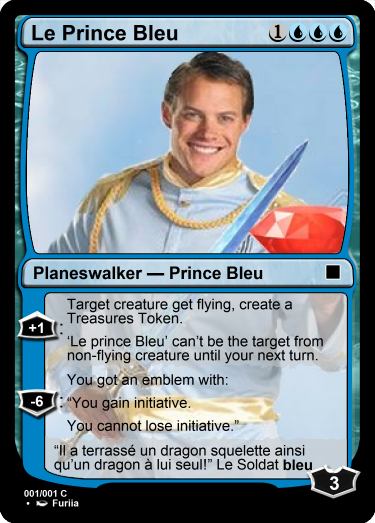 Le Prince Bleu 1
Planeswalker — Prince Bleu
Target creature get flying, create a
Treasures Token.
+1 :
'Le prince Bleu' can't be the target from
non-flying creature until your next turn.
You got an emblem with:
-6 : "You gain initiative.
You cannot lose initiative."
"Il a terrassé un dragon squelette ainsi
qu'un dragon à lui seul!" Le Soldat bleu
3
001/001 C
• Furiia